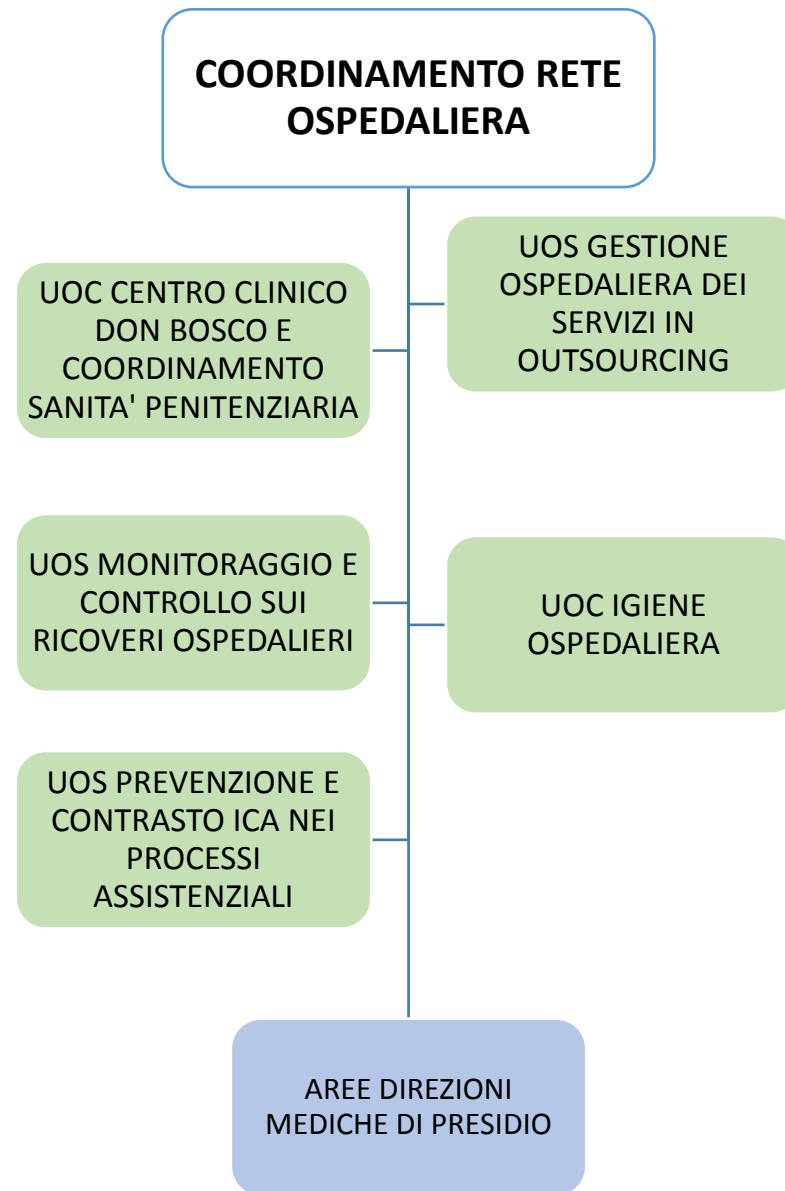 COORDINAMENTO RETE
OSPEDALIERA
UOC CENTRO CLINICO
DON BOSCO E
COORDINAMENTO
SANITA' PENITENZIARIA
UOS GESTIONE
OSPEDALIERA DEI
SERVIZI IN
OUTSOURCING
UOS MONITORAGGIO E
CONTROLLO SUI
RICOVERI OSPEDALIERI
UOC IGIENE
OSPEDALIERA
UOS PREVENZIONE E
CONTRASTO ICA NEI
PROCESSI
ASSISTENZIALI
AREE DIREZIONI
MEDICHE DI PRESIDIO